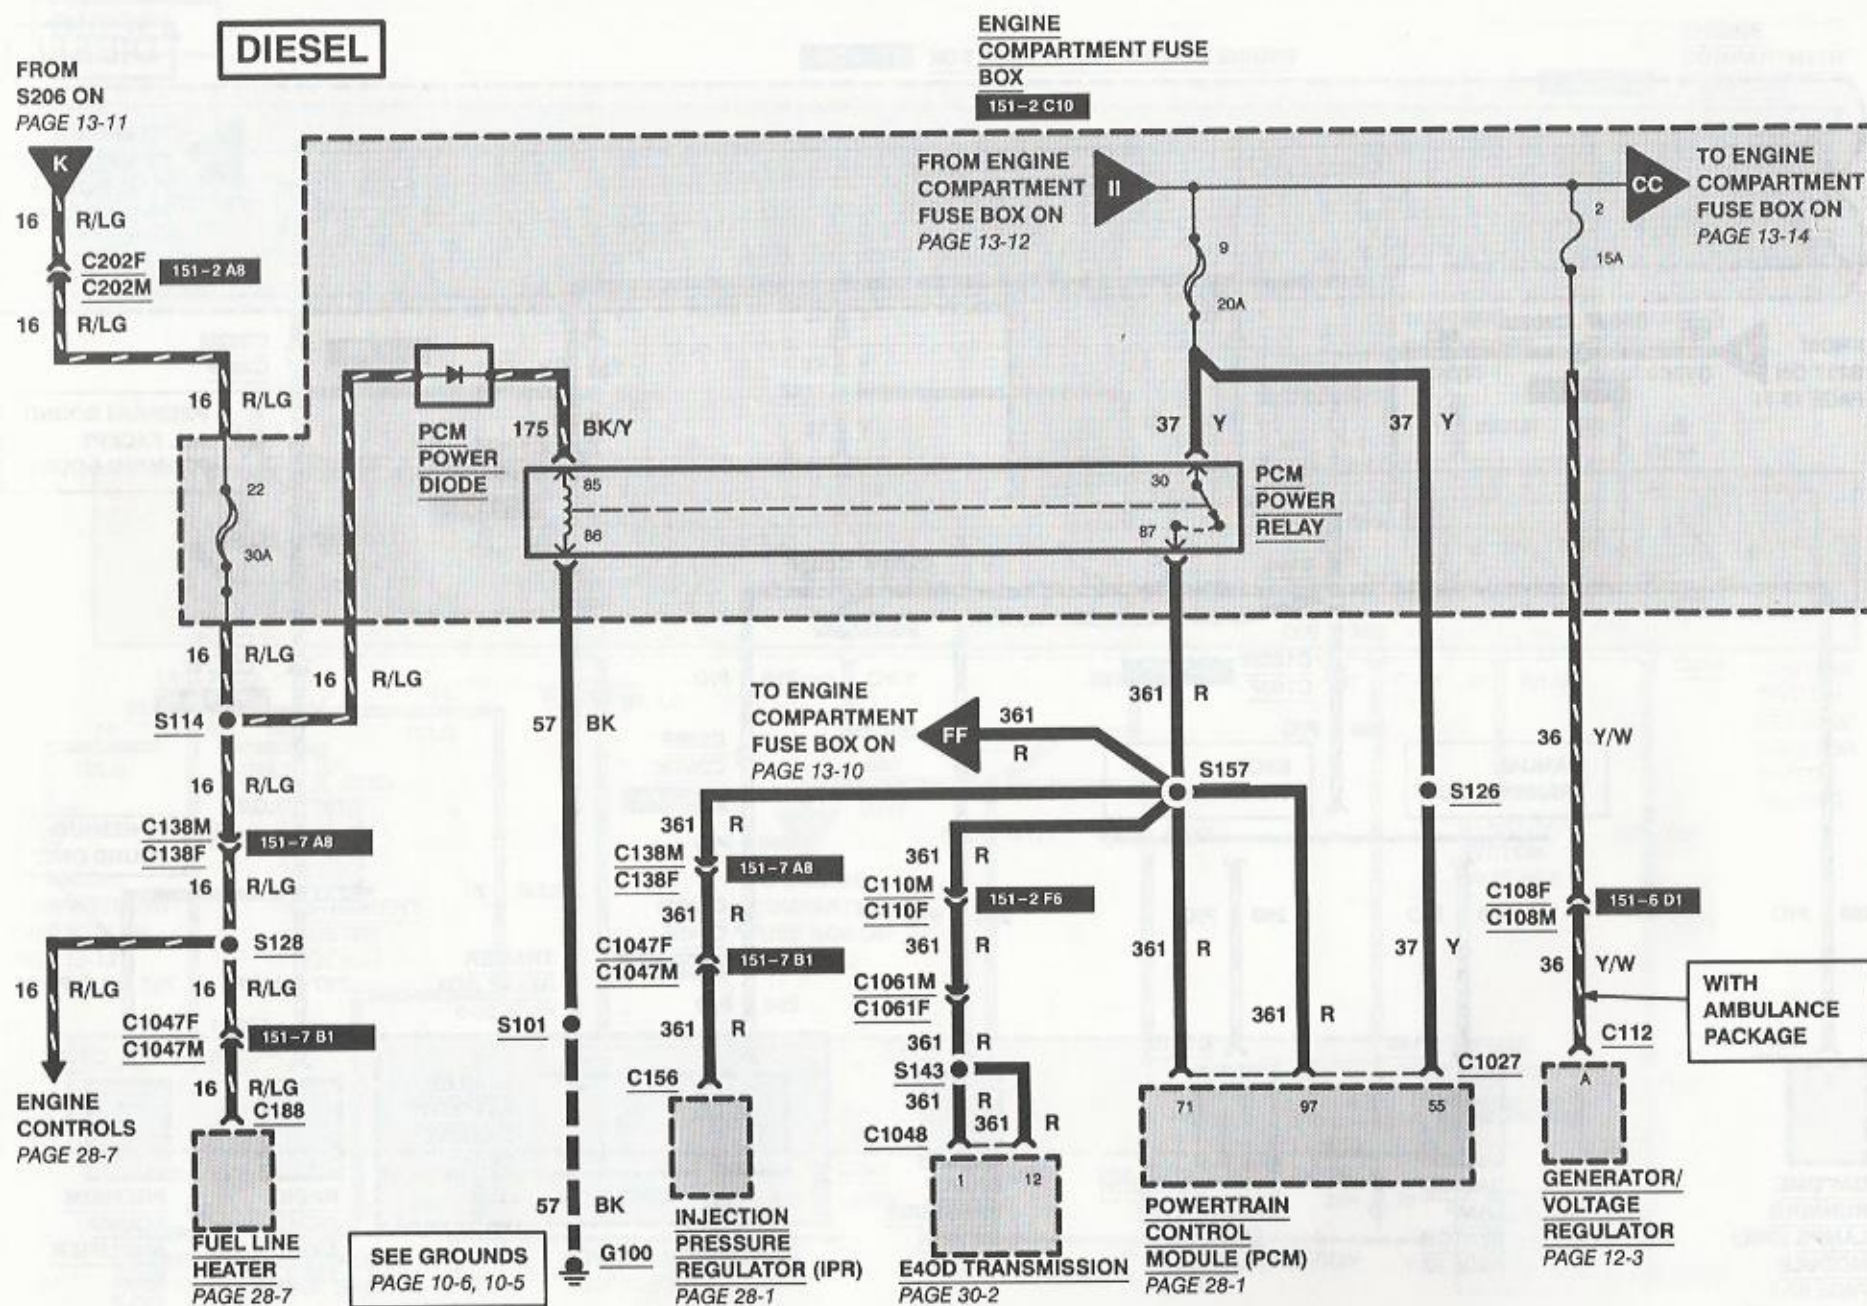 DIESEL
FROM
S206 ON
PAGE 13-11
K
16 R/LG
C202F
C202M
151-2 A8
16 R/LG
16 R/LG
22
30A
16 R/LG
S114
16 R/LG
16 R/LG
C138M
C138F
151-7 A8
16 R/LG
S128
16 R/LG
16 R/LG
C1047F
C1047M
151-7 B1
16 R/LG
C188
ENGINE
CONTROLS
PAGE 28-7
FUEL LINE
HEATER
PAGE 28-7
ENGINE
COMPARTMENT FUSE
BOX
151-2 C10
FROM ENGINE
COMPARTMENT
FUSE BOX ON
PAGE 13-12
II
9
20A
2
15A
CC
TO ENGINE
COMPARTMENT
FUSE BOX ON
PAGE 13-14
PCM
POWER
DIODE
175 BK/Y
37 Y
37 Y
85
86
30
87
PCM
POWER
RELAY
57 BK
S101
57 BK
G100
SEE GROUNDS
PAGE 10-6, 10-5
TO ENGINE
COMPARTMENT
FUSE BOX ON
PAGE 13-10
FF
361
R
361 R
S157
S126
361 R
C138M
C138F
151-7 A8
361 R
C1047F
C1047M
151-7 B1
361 R
C156
INJECTION
PRESSURE
REGULATOR (IPR)
PAGE 28-1
361 R
C110M
C110F
151-2 F6
361 R
C1061M
C1061F
361 R
S143
361 R
361 R
C1048
1 12
E4OD TRANSMISSION
PAGE 30-2
361 R
361 R
37 Y
C1027
71 97 55
POWERTRAIN
CONTROL
MODULE (PCM)
PAGE 28-1
36 Y/W
C108F
C108M
151-6 D1
36 Y/W
WITH
AMBULANCE
PACKAGE
C112
A
GENERATOR/
VOLTAGE
REGULATOR
PAGE 12-3